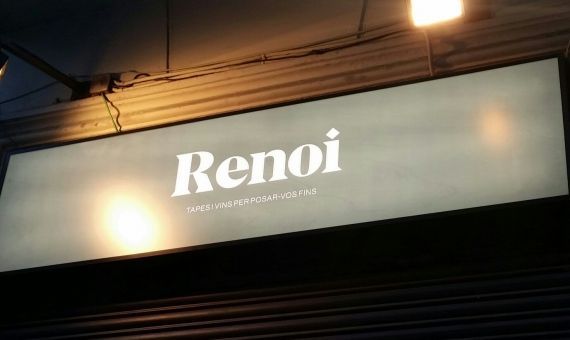 Renoi
TAPES I VINS PER POSAR-VOS FINS